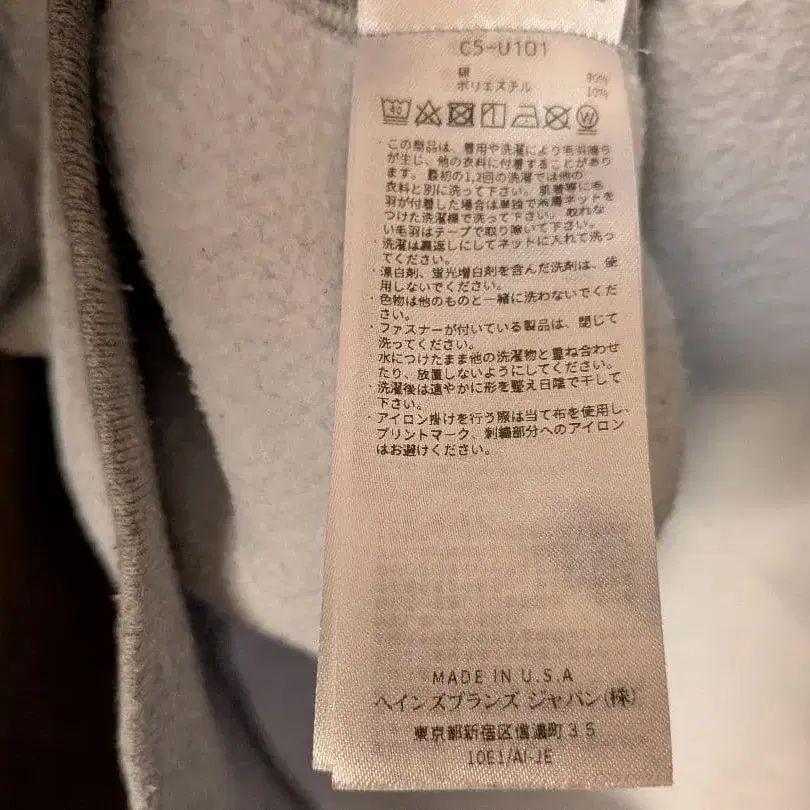 C5-U101
綿 90%
ポリエステル 10%
40
W
・この商品は、着用や洗濯により毛羽落ち
が生じ、他の衣料に付着することがあり
ます。最初の1,2回の洗濯では他の
衣料と別に洗って下さい。肌着等に毛
羽が付着した場合は単独で洗濯ネットを
つけた洗濯機で洗って下さい。取れな
い毛羽はテープで取り除いて下さい。
・洗濯は裏返しにしてネットに入れて洗っ
てください。
・漂白剤、蛍光増白剤を含んだ洗剤は、使
用しないでください。
・色物は他のものと一緒に洗わないでくだ
さい。
・ファスナーが付いている製品は、閉じて
洗ってください。
水につけたまま他の洗濯物と重ね合わせ
たり、放置しないようにしてください。
・洗濯後は速やかに形を整え日陰で干して
下さい。
・アイロン掛けを行う際は当て布を使用し、
プリントマーク、刺繍部分へのアイロン
はお避けください。
MADE IN U.S.A
ヘインズブランズ ジャパン(株)
東京都新宿区信濃町35
10E1/AI-JE